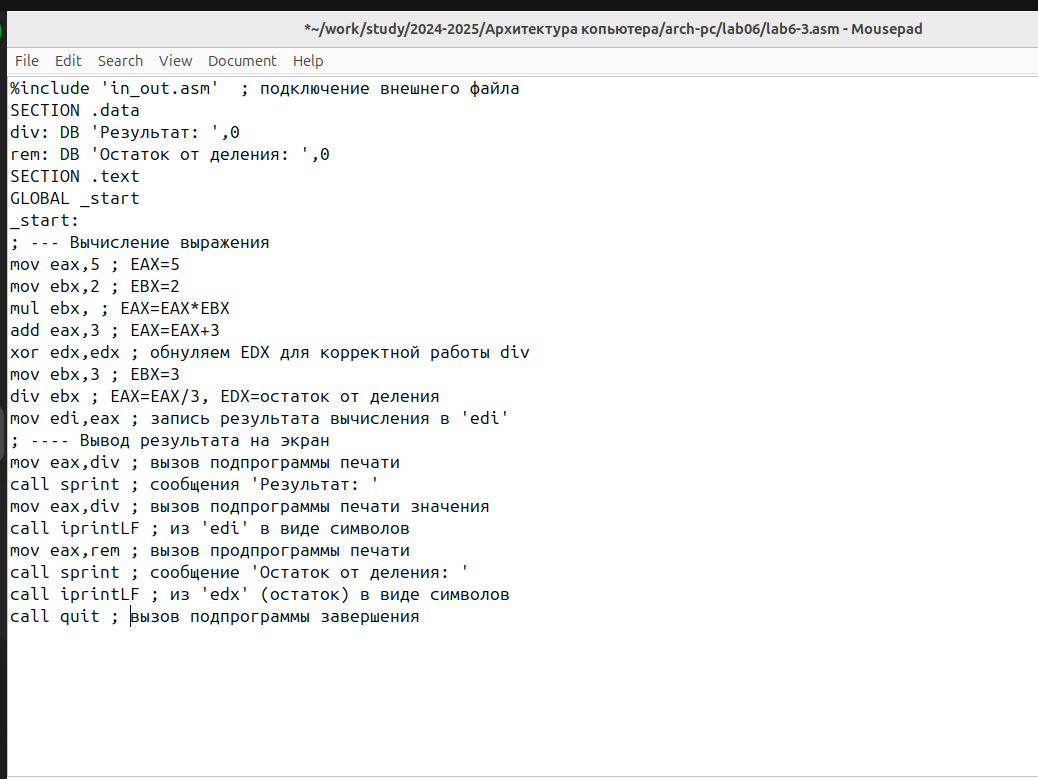 *~/work/study/2024-2025/Архитектура копьютера/arch-pc/lab06/lab6-3.asm - Mousepad
File Edit Search View Document Help
%include 'in_out.asm'  ; подключение внешнего файла
SECTION .data
div: DB 'Результат: ',0
rem: DB 'Остаток от деления: ',0
SECTION .text
GLOBAL _start
_start:
; --- Вычисление выражения
mov eax,5 ; EAX=5
mov ebx,2 ; EBX=2
mul ebx, ; EAX=EAX*EBX
add eax,3 ; EAX=EAX+3
xor edx,edx ; обнуляем EDX для корректной работы div
mov ebx,3 ; EBX=3
div ebx ; EAX=EAX/3, EDX=остаток от деления
mov edi,eax ; запись результата вычисления в 'edi'
; ---- Вывод результата на экран
mov eax,div ; вызов подпрограммы печати
call sprint ; сообщения 'Результат: '
mov eax,div ; вызов подпрограммы печати значения
call iprintLF ; из 'edi' в виде символов
mov eax,rem ; вызов продпрограммы печати
call sprint ; сообщение 'Остаток от деления: '
call iprintLF ; из 'edx' (остаток) в виде символов
call quit ; вызов подпрограммы завершения